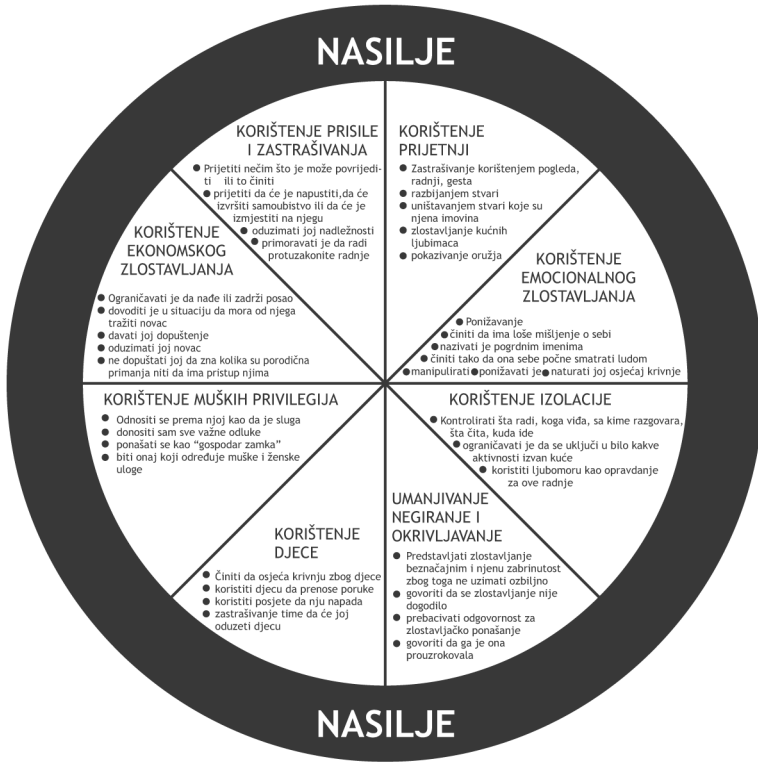 NASILJE
KORIŠTENJE PRISILE
I ZASTRAŠIVANJA
● Prijetiti nečim što je može povrijedi-
ti ili to činiti
● prijetiti da će je napustiti,da će
izvršiti samoubistvo ili da će je
izmjestiti na njegu
● oduzimati joj nadležnosti
● primoravati je da radi
protuzakonite radnje
KORIŠTENJE
PRIJETNJI
● Zastrašivanje korištenjem pogleda,
radnji, gesta
● razbijanjem stvari
● uništavanjem stvari koje su
njena imovina
● zlostavljanje kućnih
ljubimaca
● pokazivanje oružja
KORIŠTENJE
EMOCIONALNOG
ZLOSTAVLJANJA
● Ponižavanje
● činiti da ima loše mišljenje o sebi
● nazivati je pogrdnim imenima
● činiti tako da ona sebe počne smatrati ludom
● manipulirati ● ponižavati je ● naturati joj osjećaj krivnje
KORIŠTENJE IZOLACIJE
● Kontrolirati šta radi, koga viđa, sa kime razgovara,
šta čita, kuda ide
● ograničavati je da se uključi u bilo kakve
aktivnosti izvan kuće
● koristiti ljubomoru kao opravdanje
za ove radnje
UMANJIVANJE
NEGIRANJE I
OKRIVLJAVANJE
● Predstavljati zlostavljanje
beznačajnim i njenu zabrinutost
zbog toga ne uzimati ozbiljno
● govoriti da se zlostavljanje nije
dogodilo
● prebacivati odgovornost za
zlostavljačko ponašanje
● govoriti da ga je ona
prouzrokovala
KORIŠTENJE
DJECE
● Činiti da osjeća krivnju zbog djece
● koristiti djecu da prenose poruke
● koristiti posjete da nju napada
● zastrašivanje time da će joj
oduzeti djecu
KORIŠTENJE MUŠKIH PRIVILEGIJA
● Odnositi se prema njoj kao da je sluga
● donositi sam sve važne odluke
● ponašati se kao “gospodar zamka”
● biti onaj koji određuje muške i ženske
uloge
KORIŠTENJE
EKONOMSKOG
ZLOSTAVLJANJA
● Ograničavati je da nađe ili zadrži posao
● dovoditi je u situaciju da mora od njega
tražiti novac
● davati joj dopuštenje
● oduzimati joj novac
● ne dopuštati joj da zna kolika su porodična
primanja niti da ima pristup njima
NASILJE